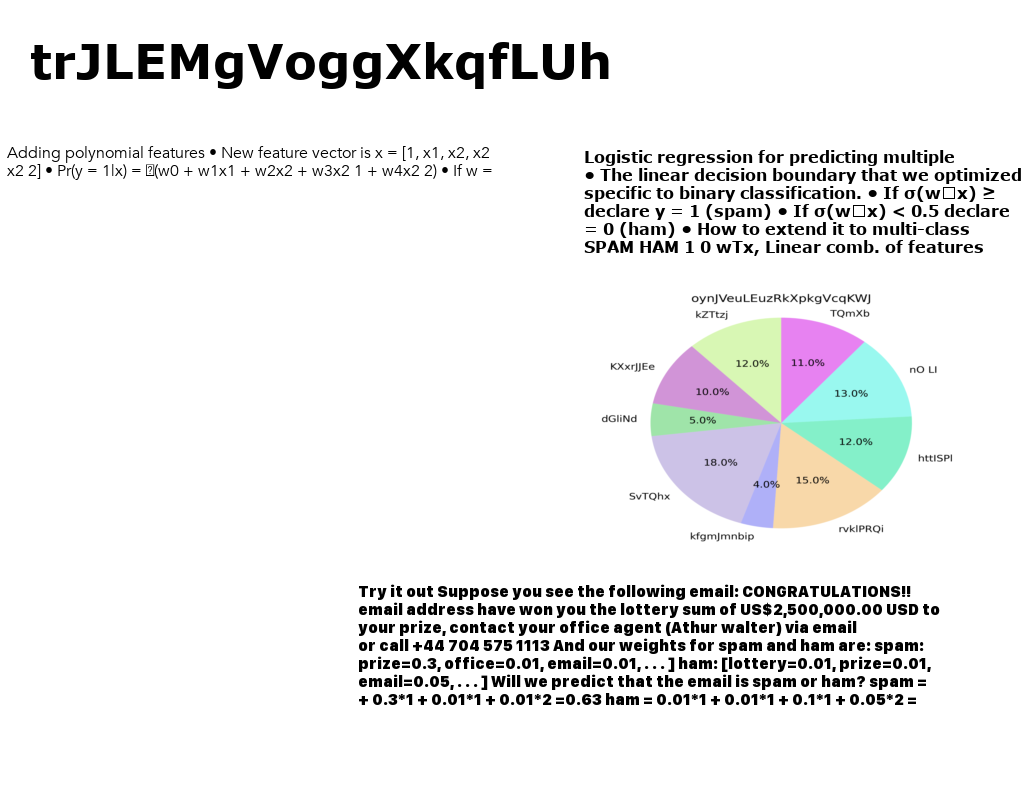 trJLEMgVoggXkqfLUh
Adding polynomial features • New feature vector is x = [1, x1, x2, x2
x2 2] • Pr(y = 1|x) = (w0 + w1x1 + w2x2 + w3x2 1 + w4x2 2) • If w =
Logistic regression for predicting multiple
• The linear decision boundary that we optimized
specific to binary classification. • If σ(w□x) ≥
declare y = 1 (spam) • If σ(w□x) < 0.5 declare
= 0 (ham) • How to extend it to multi-class
SPAM HAM 1 0 wTx, Linear comb. of features
oynJVeuLEuzRkXpkgVcqKWJ
kZTtzj
TQmXb
12.0%
11.0%
KXxrJJEe
nO LI
10.0%
13.0%
dGliNd
5.0%
12.0%
httISPl
18.0%
4.0%
15.0%
SvTQhx
kfgmJmnbip
rvklPRQi
Try it out Suppose you see the following email: CONGRATULATIONS!!
email address have won you the lottery sum of US$2,500,000.00 USD to
your prize, contact your office agent (Athur walter) via email
or call +44 704 575 1113 And our weights for spam and ham are: spam:
prize=0.3, office=0.01, email=0.01, . . . ] ham: [lottery=0.01, prize=0.01,
email=0.05, . . . ] Will we predict that the email is spam or ham? spam =
+ 0.3*1 + 0.01*1 + 0.01*2 =0.63 ham = 0.01*1 + 0.01*1 + 0.1*1 + 0.05*2 =